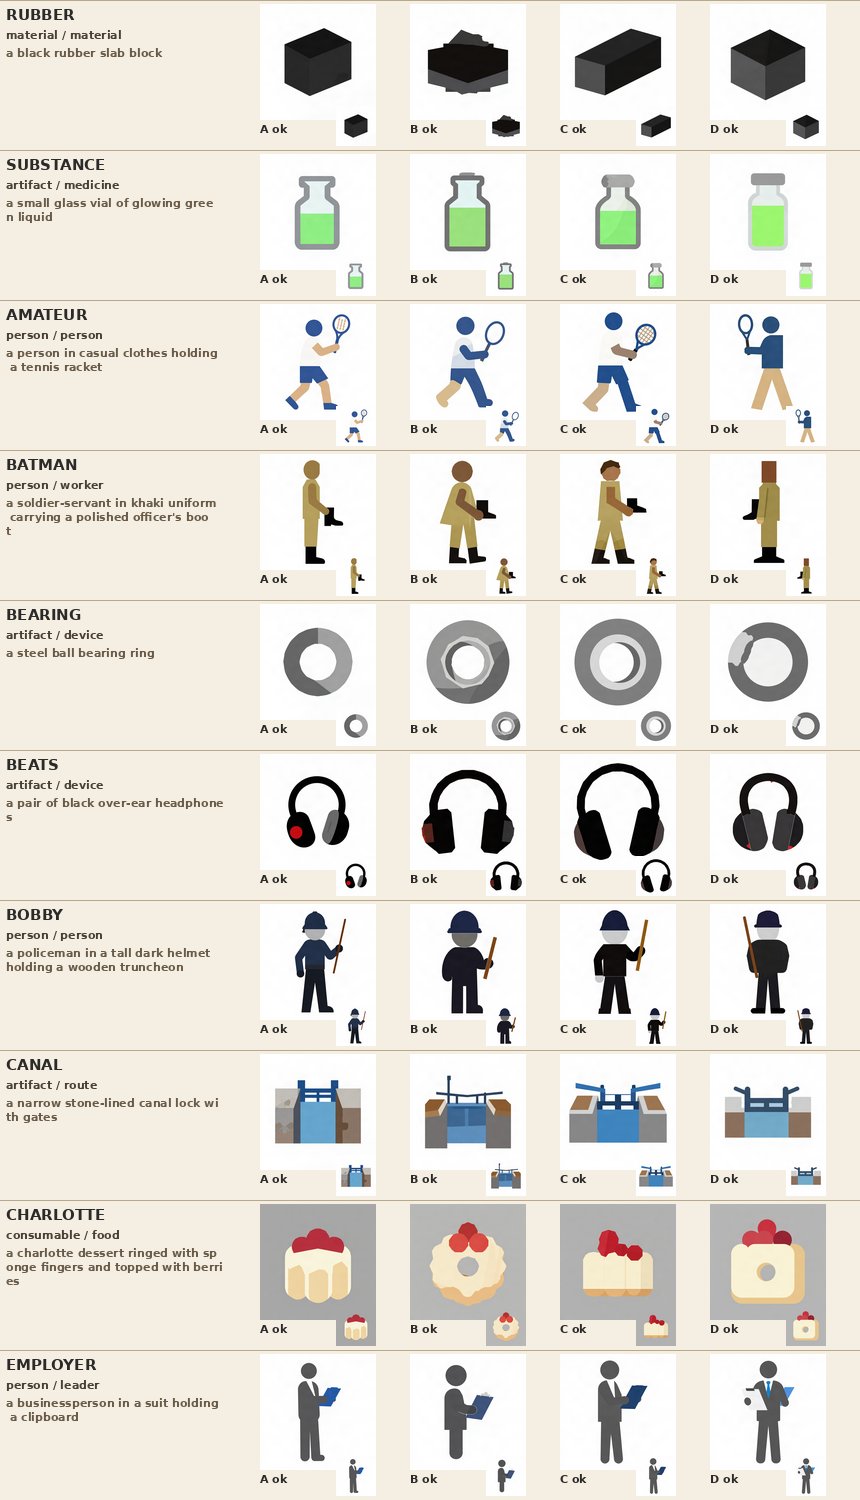 RUBBER
material / material
a black rubber slab block
A ok
B ok
C ok
D ok
SUBSTANCE
artifact / medicine
a small glass vial of glowing gree
n liquid
A ok
B ok
C ok
D ok
AMATEUR
person / person
a person in casual clothes holding
a tennis racket
A ok
B ok
C ok
D ok
BATMAN
person / worker
a soldier-servant in khaki uniform
carrying a polished officer's boo
t
A ok
B ok
C ok
D ok
BEARING
artifact / device
a steel ball bearing ring
A ok
B ok
C ok
D ok
BEATS
artifact / device
a pair of black over-ear headphone
s
A ok
B ok
C ok
D ok
BOBBY
person / person
a policeman in a tall dark helmet
holding a wooden truncheon
A ok
B ok
C ok
D ok
CANAL
artifact / route
a narrow stone-lined canal lock wi
th gates
A ok
B ok
C ok
D ok
CHARLOTTE
consumable / food
a charlotte dessert ringed with sp
onge fingers and topped with berri
es
A ok
B ok
C ok
D ok
EMPLOYER
person / leader
a businessperson in a suit holding
a clipboard
A ok
B ok
C ok
D ok